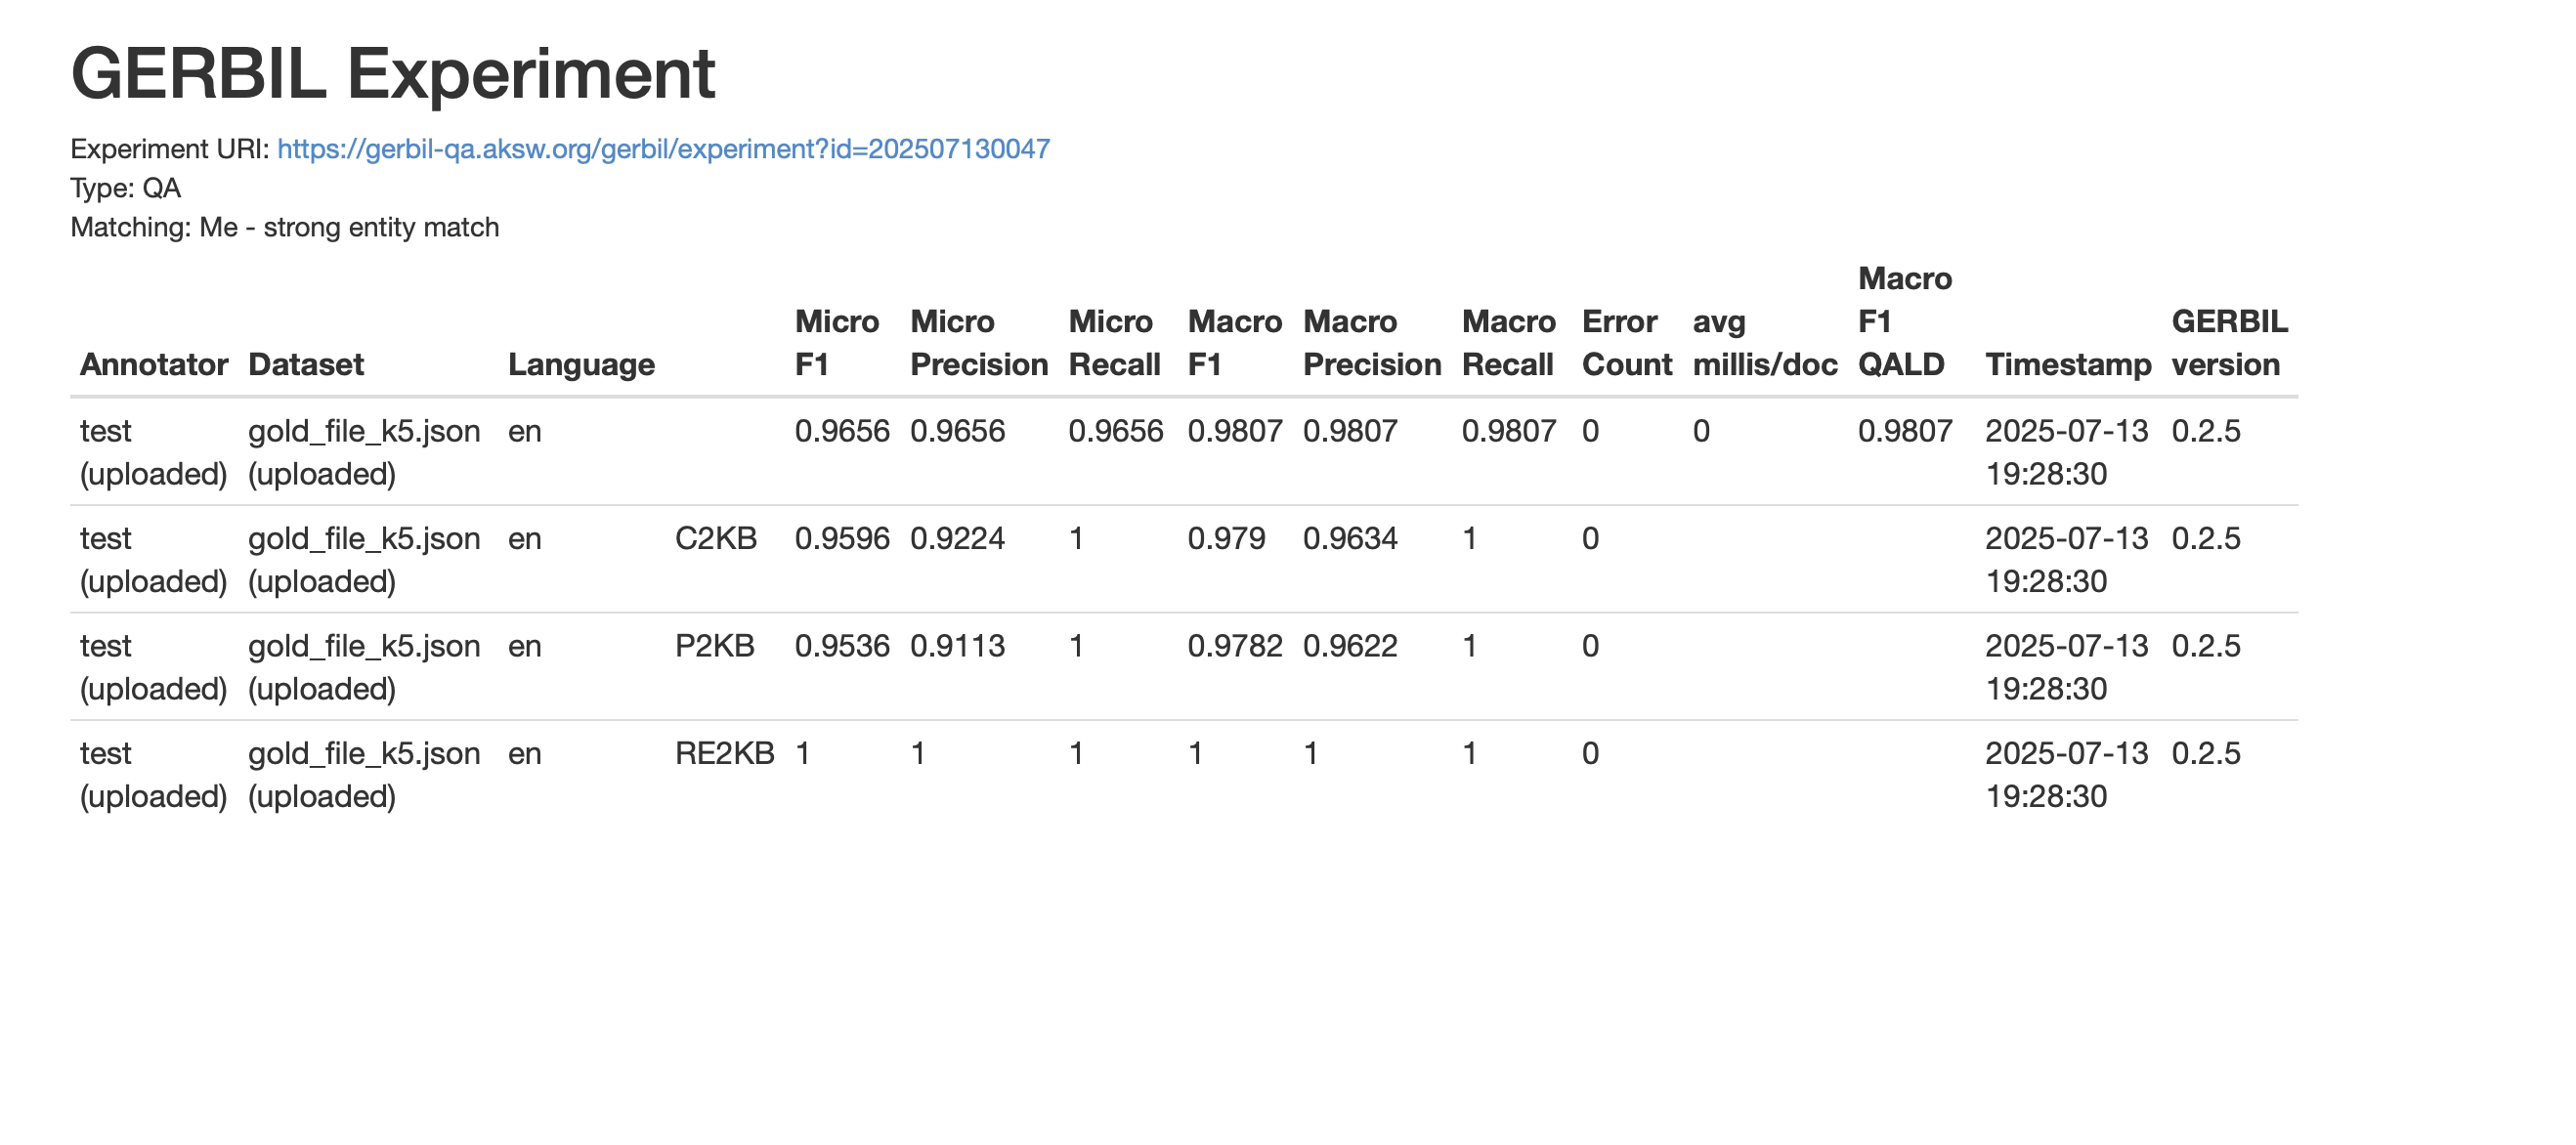 GERBIL Experiment
Experiment URI: https://gerbil-qa.aksw.org/gerbil/experiment?id=202507130047
Type: QA
Matching: Me - strong entity match
Macro
Micro Micro Micro Macro Macro Macro Error avg F1 GERBIL
Annotator Dataset Language F1 Precision Recall F1 Precision Recall Count millis/doc QALD Timestamp version
test gold_file_k5.json en 0.9656 0.9656 0.9656 0.9807 0.9807 0.9807 0 0 0.9807 2025-07-13 0.2.5
(uploaded) (uploaded) 19:28:30
test gold_file_k5.json en C2KB 0.9596 0.9224 1 0.979 0.9634 1 0 2025-07-13 0.2.5
(uploaded) (uploaded) 19:28:30
test gold_file_k5.json en P2KB 0.9536 0.9113 1 0.9782 0.9622 1 0 2025-07-13 0.2.5
(uploaded) (uploaded) 19:28:30
test gold_file_k5.json en RE2KB 1 1 1 1 1 1 0 2025-07-13 0.2.5
(uploaded) (uploaded) 19:28:30